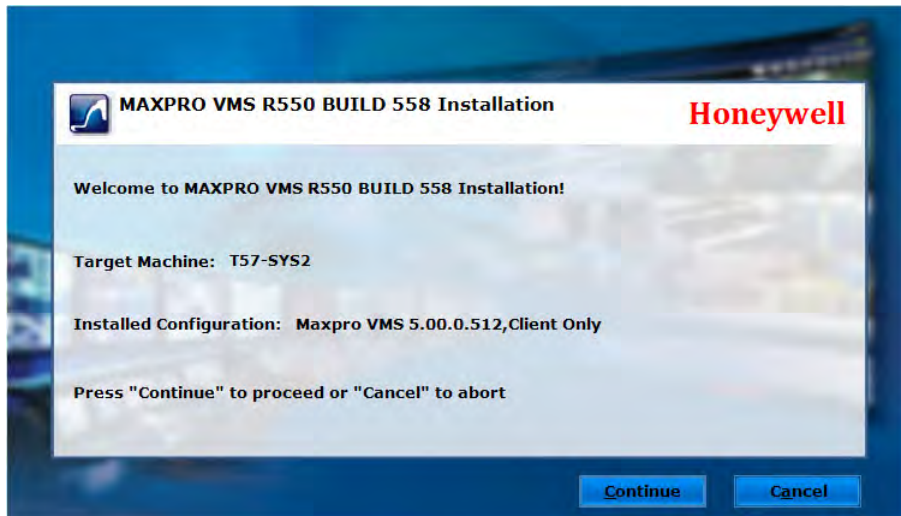 MAXPRO VMS R550 BUILD 558 Installation
Honeywell
Welcome to MAXPRO VMS R550 BUILD 558 Installation!
Target Machine: T57-SYS2
Installed Configuration: Maxpro VMS 5.00.0.512,Client Only
Press "Continue" to proceed or "Cancel" to abort
Continue
Cancel